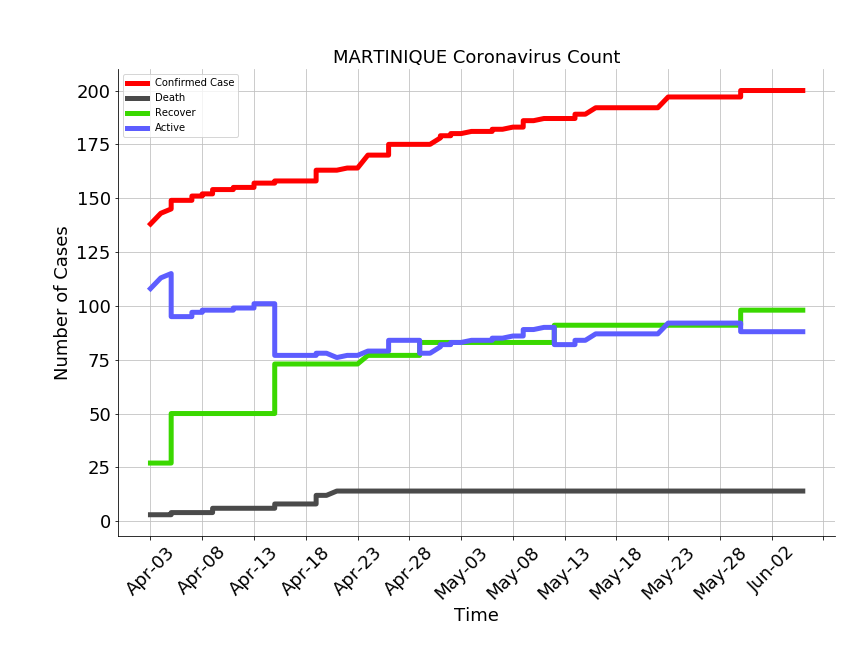 MARTINIQUE Coronavirus Count
Confirmed Case
Death
Recover
Active
Number of Cases
200
175
150
125
100
75
50
25
0
Apr-03
Apr-08
Apr-13
Apr-18
Apr-23
Apr-28
May-03
May-08
May-13
May-18
May-23
May-28
Jun-02
Time